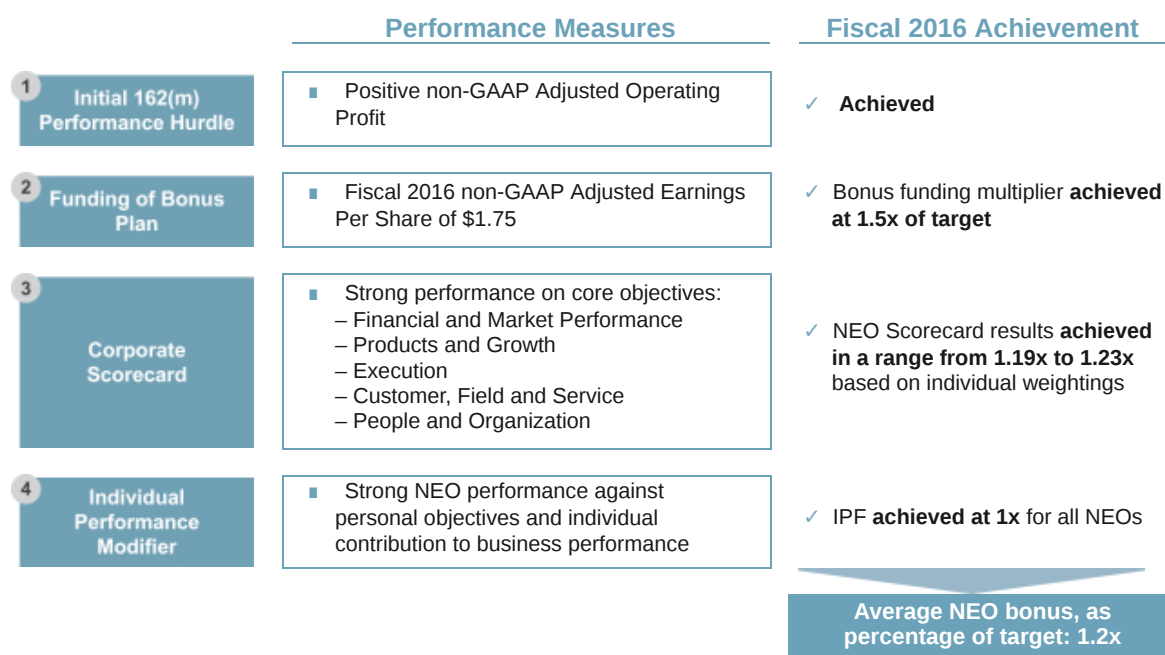 Performance Measures
Fiscal 2016 Achievement
1
Initial 162(m)
Performance Hurdle
▪ Positive non-GAAP Adjusted Operating
Profit
✓ Achieved
2
Funding of Bonus
Plan
▪ Fiscal 2016 non-GAAP Adjusted Earnings
Per Share of $1.75
✓ Bonus funding multiplier achieved
at 1.5x of target
3
Corporate
Scorecard
▪ Strong performance on core objectives:
– Financial and Market Performance
– Products and Growth
– Execution
– Customer, Field and Service
– People and Organization
✓ NEO Scorecard results achieved
in a range from 1.19x to 1.23x
based on individual weightings
4
Individual
Performance
Modifier
▪ Strong NEO performance against
personal objectives and individual
contribution to business performance
✓ IPF achieved at 1x for all NEOs
Average NEO bonus, as
percentage of target: 1.2x